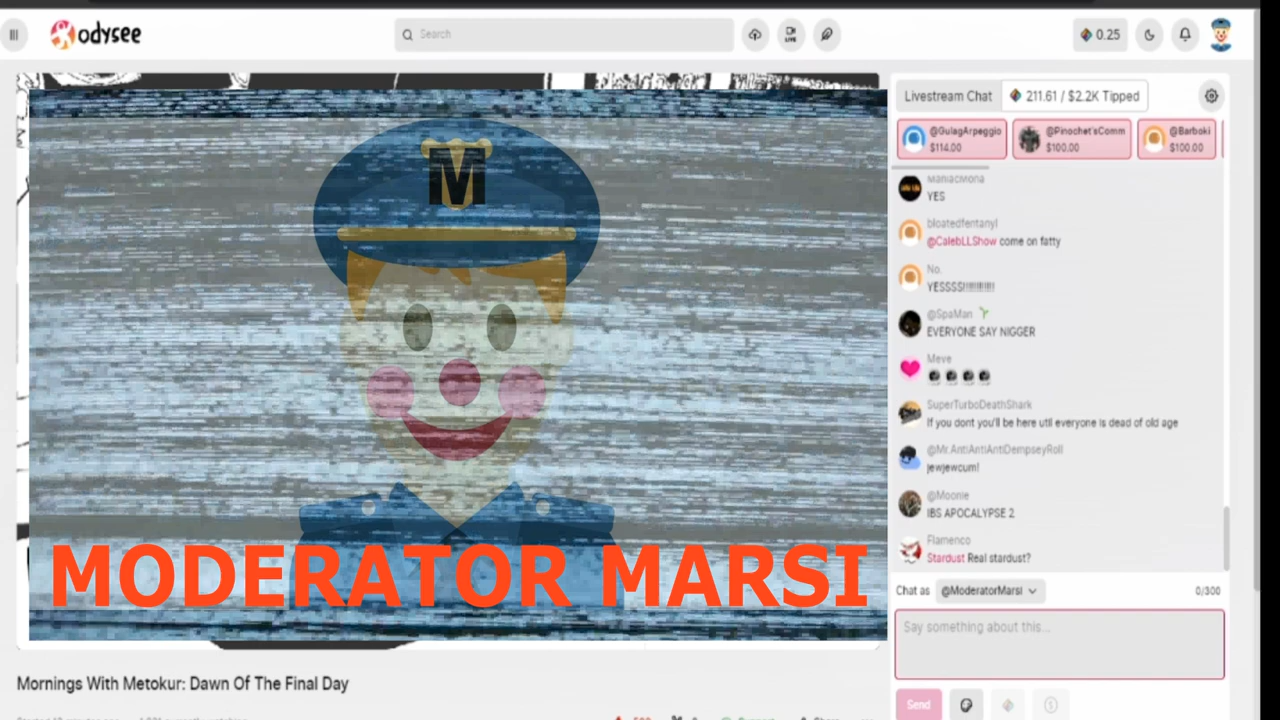 odysee
Search
LIVE
0.25
Livestream Chat
211.61 / $2.2K Tipped
@GulagArpeggio
$114.00
@Pinochet'sComm
$100.00
@Barboki
$100.00
ManiacMona
YES
bloatedfentanyl
@CalebLLShow come on fatty
No.
YESSSS!!!!!!!!!!!!
@SpaMan
EVERYONE SAY NIGGER
Meve
SuperTurboDeathShark
If you dont you'll be here util everyone is dead of old age
@Mr.AntiAntiAntiDempseyRoll
jewjewcum!
@Moonie
IBS APOCALYPSE 2
Flamenco
Stardust Real stardust?
M
MODERATOR MARSI
Chat as @ModeratorMarsi 0/300
Say something about this...
Send
Mornings With Metokur: Dawn Of The Final Day